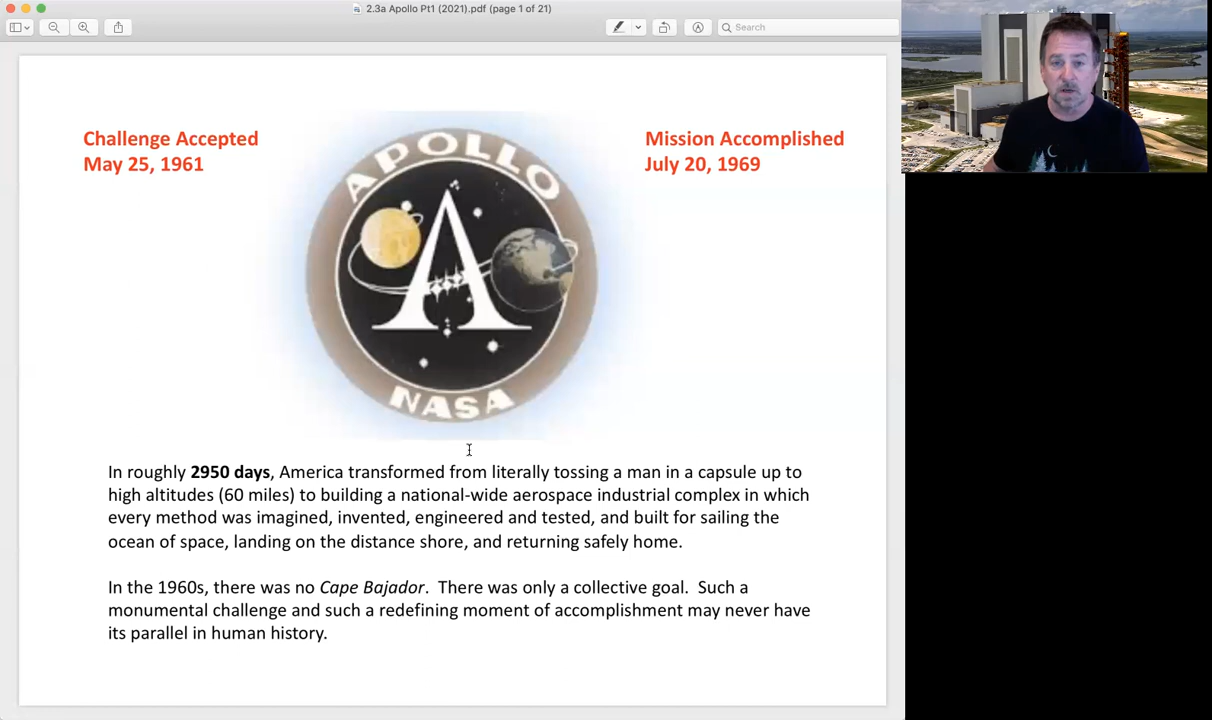 2.3a Apollo Pt1 (2021).pdf (page 1 of 21)
Search
Challenge Accepted
May 25, 1961
Mission Accomplished
July 20, 1969
APOLLO
A
NASA
In roughly 2950 days, America transformed from literally tossing a man in a capsule up to
high altitudes (60 miles) to building a national-wide aerospace industrial complex in which
every method was imagined, invented, engineered and tested, and built for sailing the
ocean of space, landing on the distance shore, and returning safely home.
In the 1960s, there was no Cape Bajador.  There was only a collective goal.  Such a
monumental challenge and such a redefining moment of accomplishment may never have
its parallel in human history.